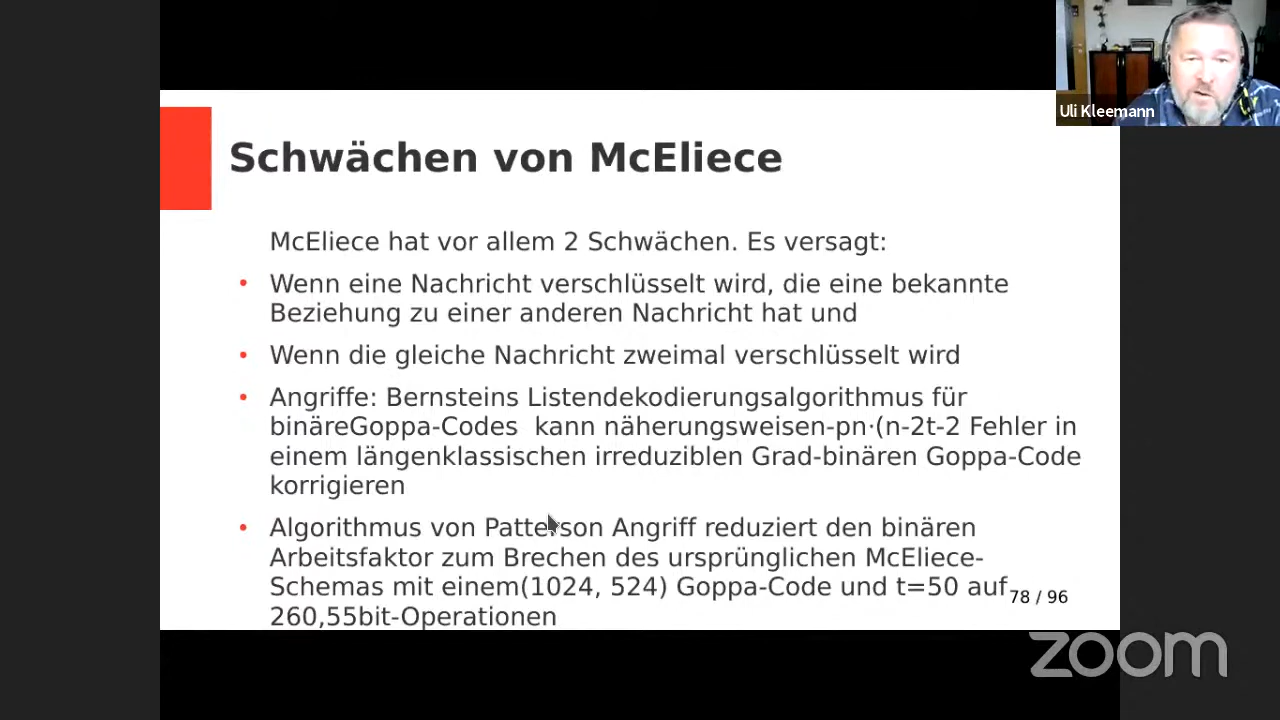 Uli Kleemann
Schwächen von McEliece
McEliece hat vor allem 2 Schwächen. Es versagt:
• Wenn eine Nachricht verschlüsselt wird, die eine bekannte
Beziehung zu einer anderen Nachricht hat und
• Wenn die gleiche Nachricht zweimal verschlüsselt wird
• Angriffe: Bernsteins Listendekodierungsalgorithmus für
binäreGoppa-Codes  kann näherungsweisen-pn·(n-2t-2 Fehler in
einem längenklassischen irreduziblen Grad-binären Goppa-Code
korrigieren
• Algorithmus von Patterson Angriff reduziert den binären
Arbeitsfaktor zum Brechen des ursprünglichen McEliece-
Schemas mit einem(1024, 524) Goppa-Code und t=50 auf
260,55bit-Operationen
78 / 96
zoom